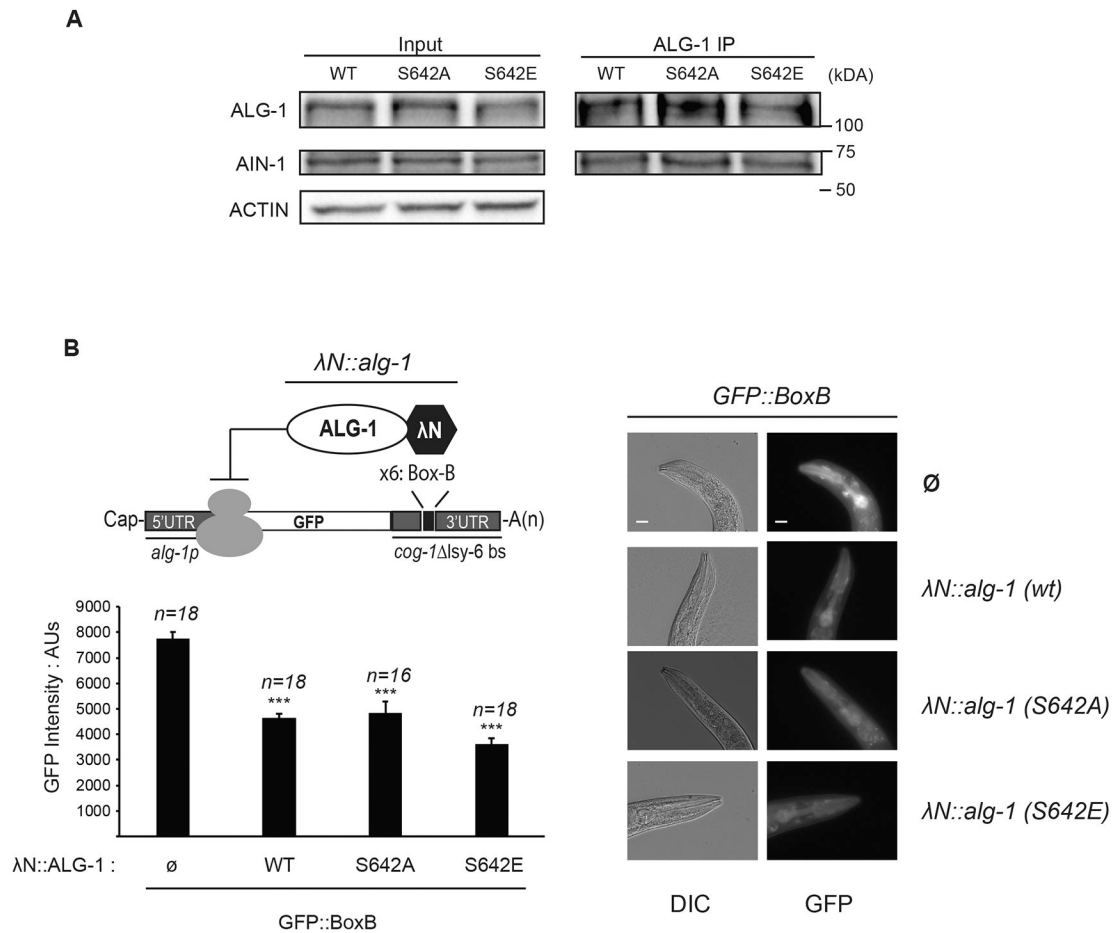 A
Input
ALG-1 IP
WT S642A S642E
WT S642A S642E (kDA)
ALG-1
100
AIN-1
75
50
ACTIN
B
λN::alg-1
ALG-1 λN
x6: Box-B
Cap- 5'UTR GFP 3'UTR -A(n)
alg-1p cog-1Δlsy-6 bs
GFP Intensity : AUs
9000
8000
7000
6000
5000
4000
3000
2000
1000
n=18
n=18
***
n=16
***
n=18
***
λN::ALG-1 : ø WT S642A S642E
GFP::BoxB
GFP::BoxB
ø
λN::alg-1 (wt)
λN::alg-1 (S642A)
λN::alg-1 (S642E)
DIC GFP